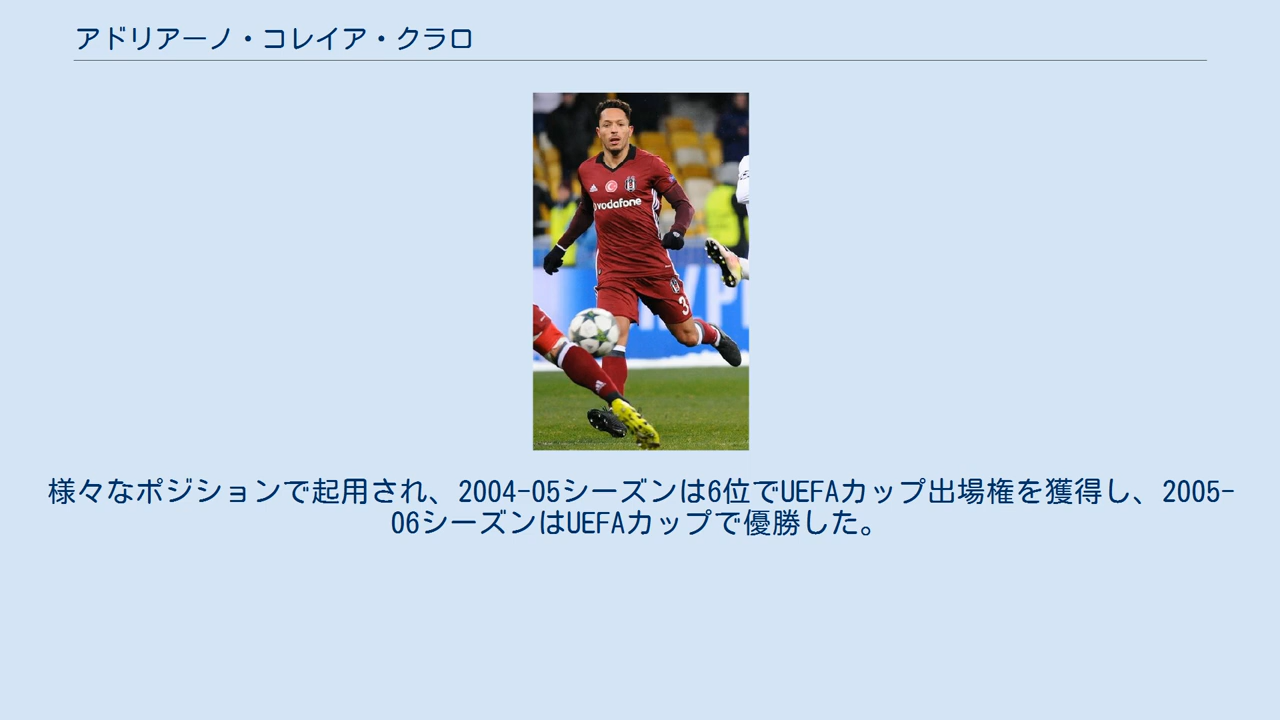 アドリアーノ・コレイア・クラロ
vodafone
3
様々なポジションで起用され、2004-05シーズンは6位でUEFAカップ出場権を獲得し、2005-
06シーズンはUEFAカップで優勝した。